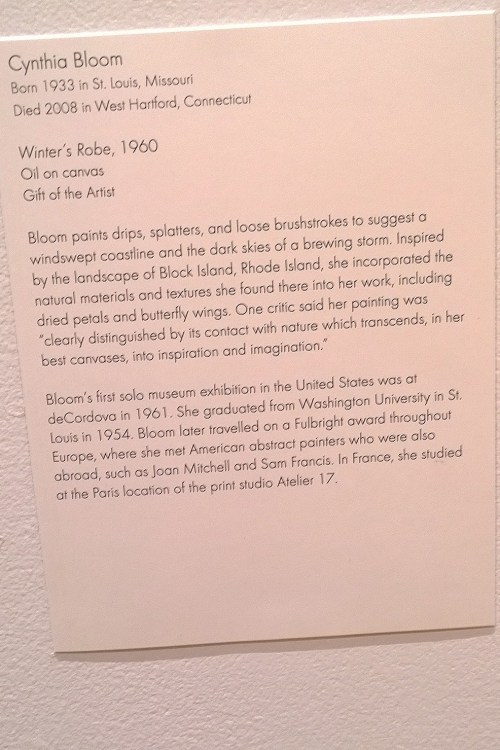 Cynthia Bloom
Born 1933 in St. Louis, Missouri
Died 2008 in West Hartford, Connecticut
Winter's Robe, 1960
Oil on canvas
Gift of the Artist
Bloom paints drips, splatters, and loose brushstrokes to suggest a
windswept coastline and the dark skies of a brewing storm. Inspired
by the landscape of Block Island, Rhode Island, she incorporated the
natural materials and textures she found there into her work, including
dried petals and butterfly wings. One critic said her painting was
"clearly distinguished by its contact with nature which transcends, in her
best canvases, into inspiration and imagination."
Bloom's first solo museum exhibition in the United States was at
deCordova in 1961. She graduated from Washington University in St.
Louis in 1954. Bloom later travelled on a Fulbright award throughout
Europe, where she met American abstract painters who were also
abroad, such as Joan Mitchell and Sam Francis. In France, she studied
at the Paris location of the print studio Atelier 17.